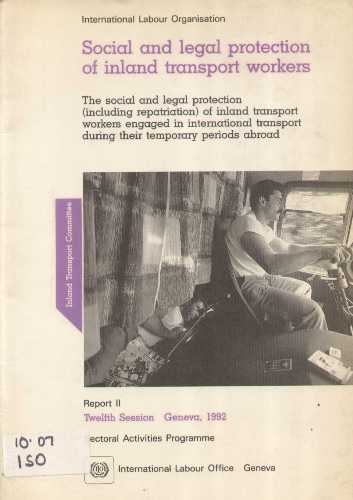 International Labour Organisation
Social and legal protection
of inland transport workers
The social and legal protection
(including repatriation) of inland transport
workers engaged in international transport
during their temporary periods abroad
Inland Transport Committee
Report II
Twelfth Session Geneva, 1992
ectoral Activities Programme
10.07
ISO
International Labour Office Geneva